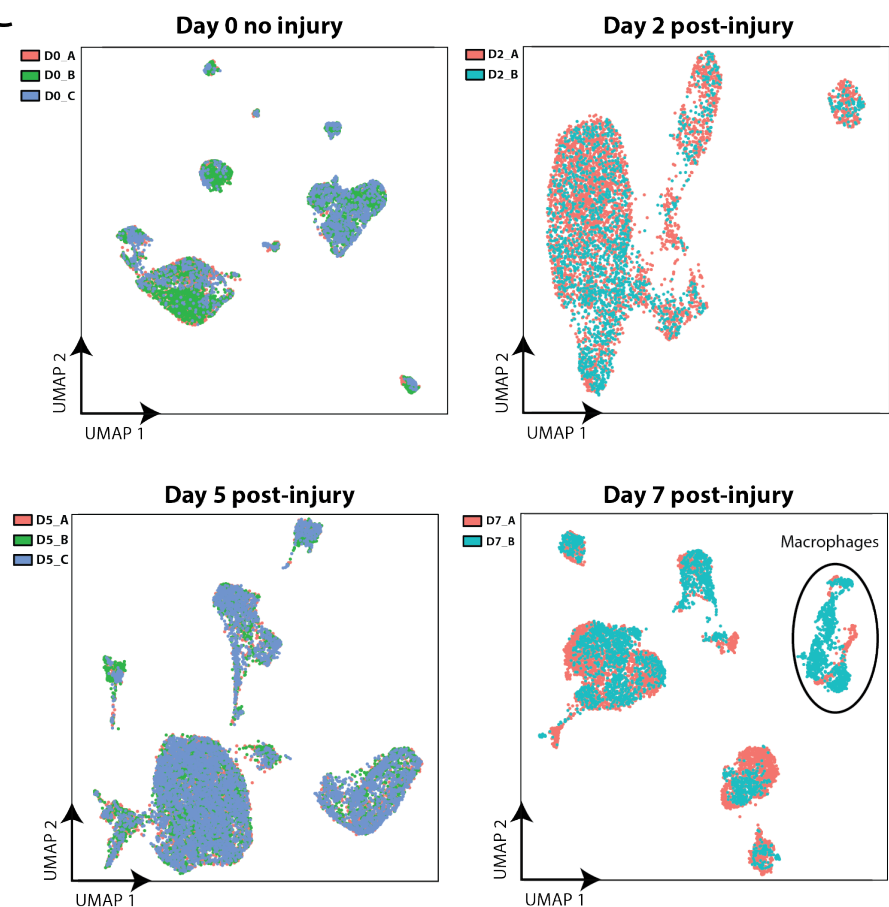 Day 0 no injury
D0_A
D0_B
D0_C
UMAP 2
UMAP 1
Day 2 post-injury
D2_A
D2_B
UMAP 2
UMAP 1
Day 5 post-injury
D5_A
D5_B
D5_C
UMAP 2
UMAP 1
Day 7 post-injury
D7_A
D7_B
Macrophages
UMAP 2
UMAP 1